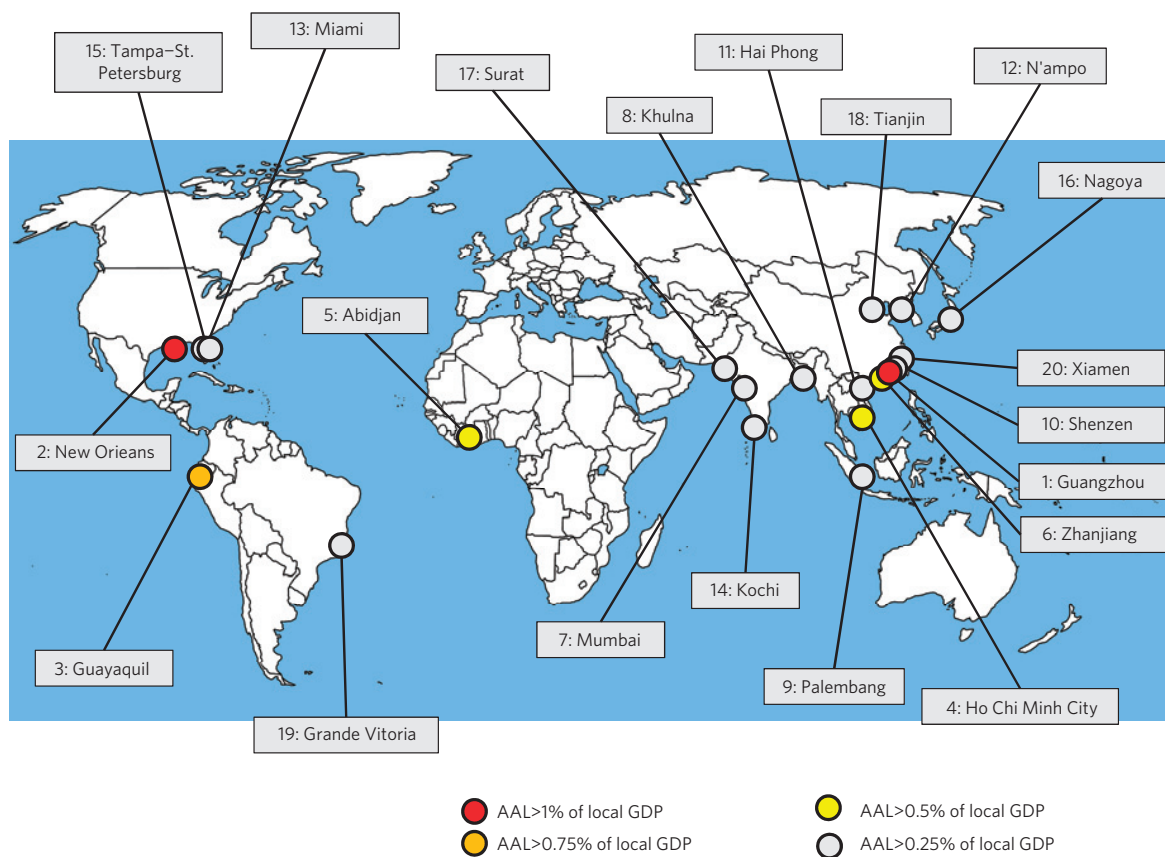 13: Miami
15: Tampa–St.
Petersburg
11: Hai Phong
17: Surat
12: N'ampo
8: Khulna
18: Tianjin
16: Nagoya
5: Abidjan
20: Xiamen
10: Shenzen
2: New Orieans
1: Guangzhou
6: Zhanjiang
14: Kochi
7: Mumbai
3: Guayaquil
9: Palembang
4: Ho Chi Minh City
19: Grande Vitoria
AAL>1% of local GDP
AAL>0.5% of local GDP
AAL>0.75% of local GDP
AAL>0.25% of local GDP